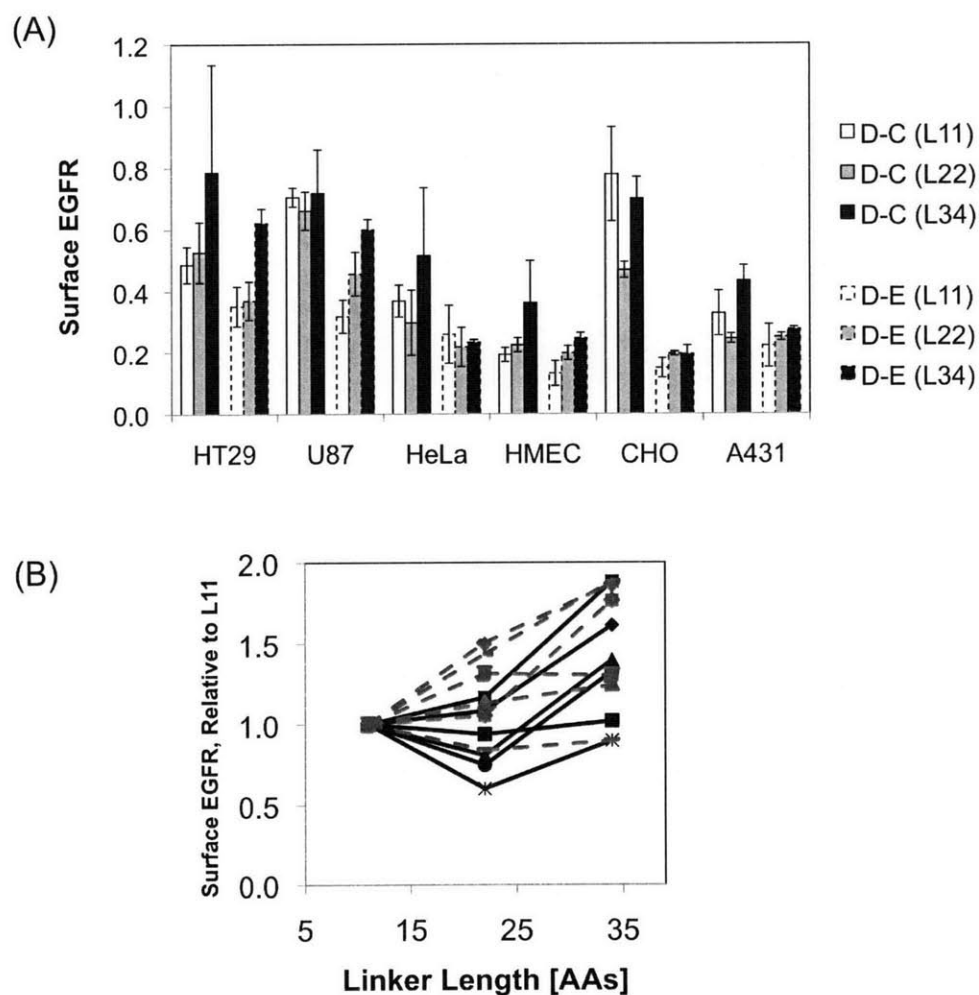 (A)
Surface EGFR
1.2
1.0
0.8
0.6
0.4
0.2
0.0
HT29 U87 HeLa HMEC CHO A431
D-C (L11)
D-C (L22)
D-C (L34)
D-E (L11)
D-E (L22)
D-E (L34)
(B)
Surface EGFR, Relative to L11
2.0
1.5
1.0
0.5
0.0
5 15 25 35
Linker Length [AAs]